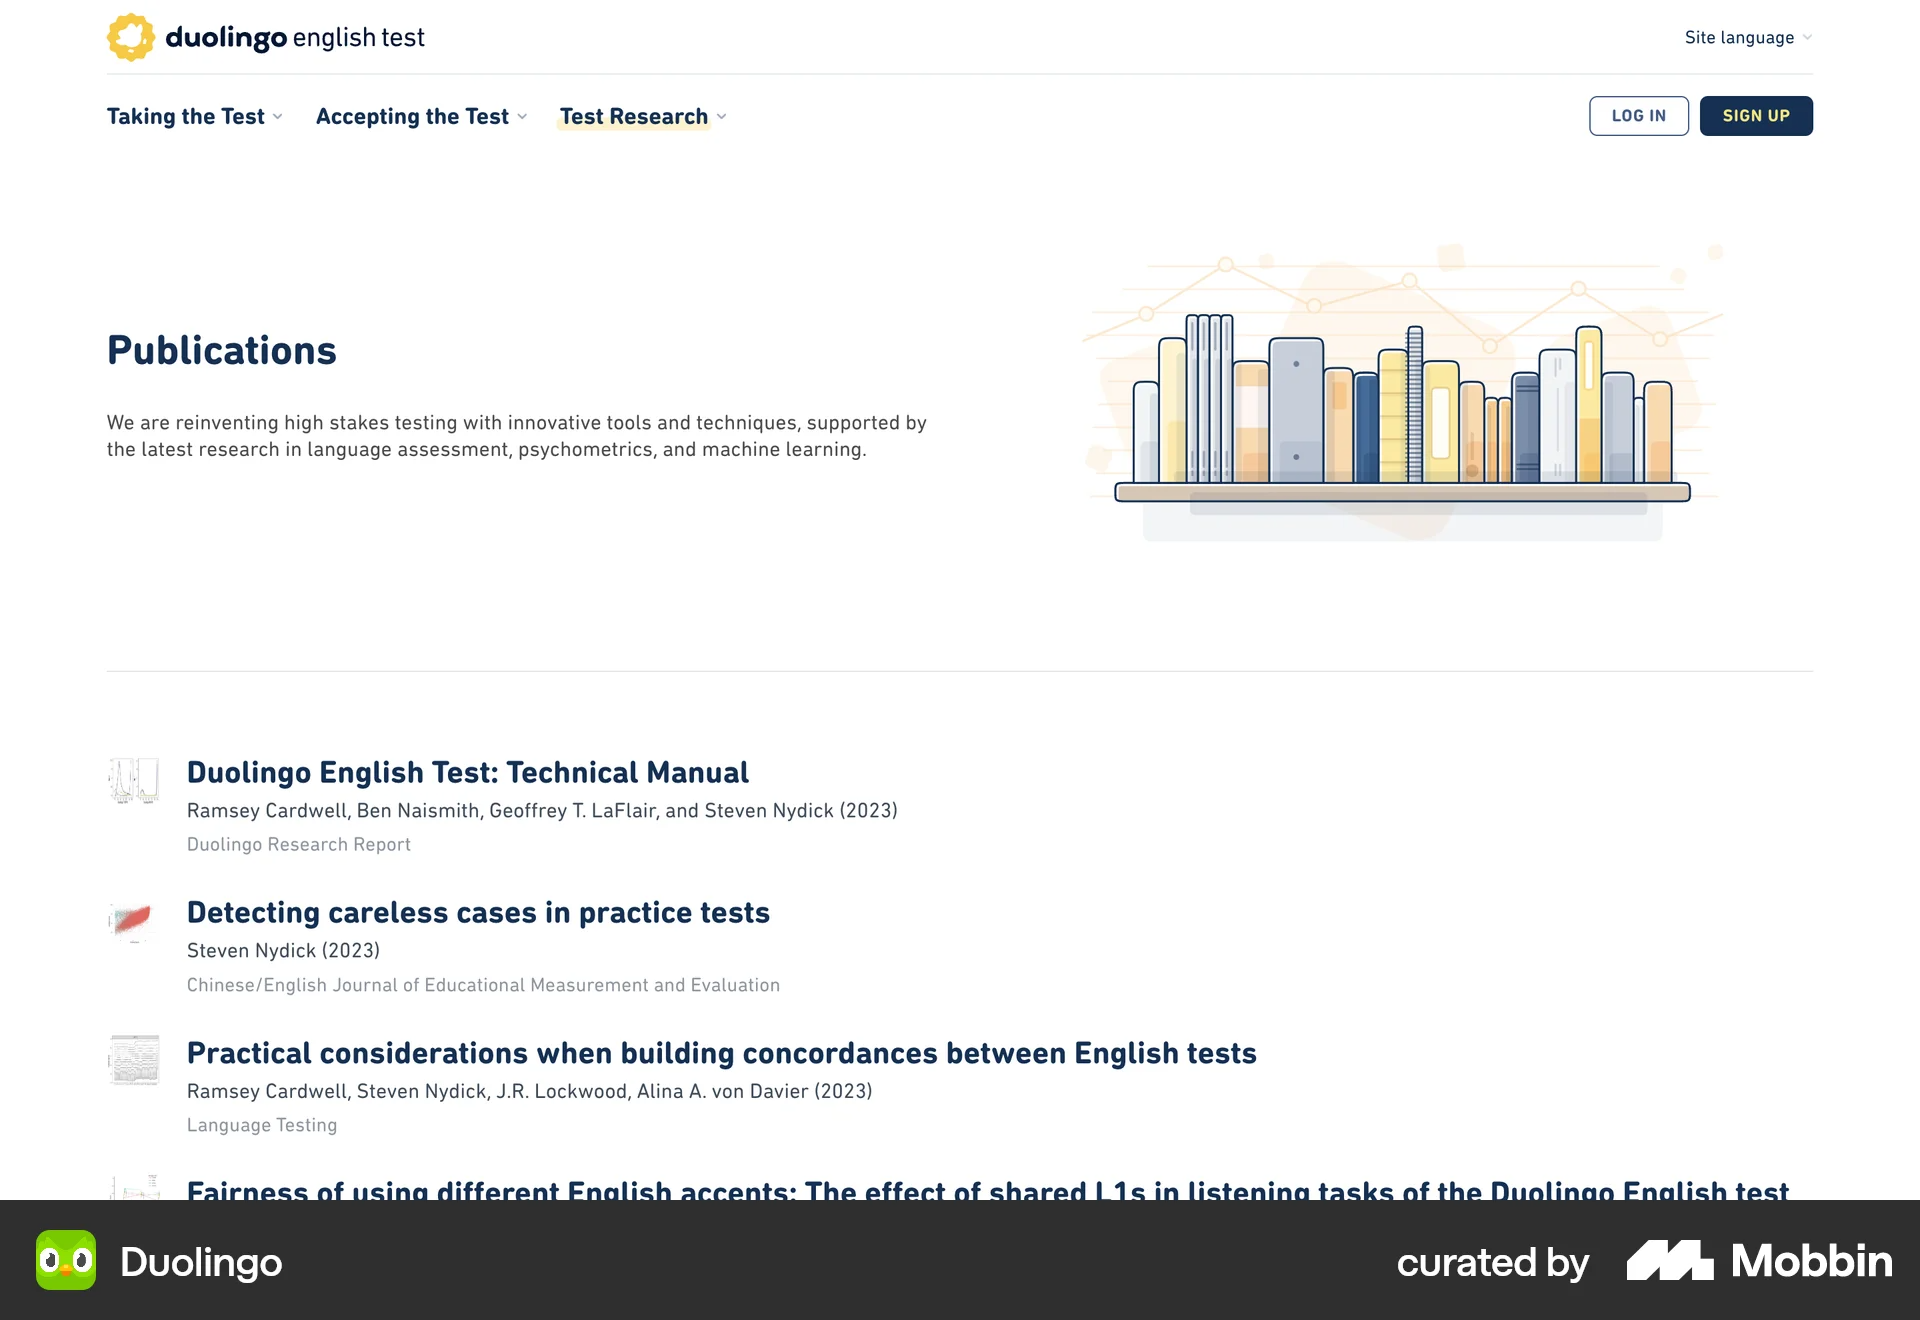 duolingo english test
Site language
Taking the Test
Accepting the Test
Test Research
LOG IN
SIGN UP
Publications
We are reinventing high stakes testing with innovative tools and techniques, supported by
the latest research in language assessment, psychometrics, and machine learning.
Duolingo English Test: Technical Manual
Ramsey Cardwell, Ben Naismith, Geoffrey T. LaFlair, and Steven Nydick (2023)
Duolingo Research Report
Detecting careless cases in practice tests
Steven Nydick (2023)
Chinese/English Journal of Educational Measurement and Evaluation
Practical considerations when building concordances between English tests
Ramsey Cardwell, Steven Nydick, J.R. Lockwood, Alina A. von Davier (2023)
Language Testing
Fairness of using different English accents: The effect of shared L1s in listening tasks of the Duolingo English test
Duolingo
curated by
Mobbin